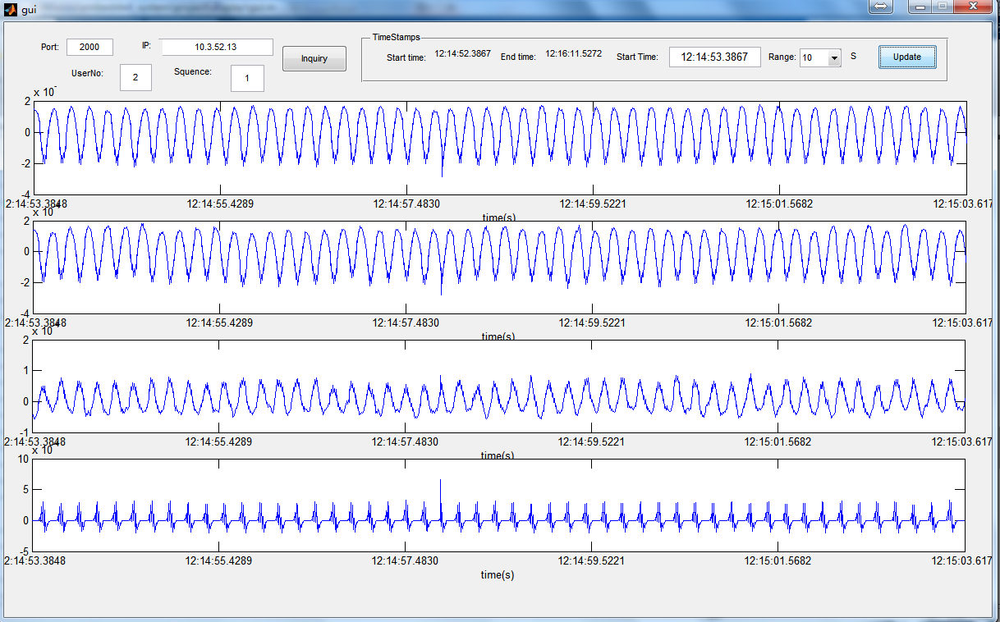 gui
TimeStamps
Port: 2000 IP: 10.3.52.13 Inquiry Start time: 12:14:52.3867 End time: 12:16:11.5272 Start Time: 12:14:53.3867 Range: 10 S Update
UserNo: 2 Squence: 1
x 10
2
0
-2
-4
2:14:53.3848 12:14:55.4289 12:14:57.4830 12:14:59.5221 12:15:01.5682 12:15:03.617
time(s)
x 10
2
0
-2
-4
2:14:53.3848 12:14:55.4289 12:14:57.4830 12:14:59.5221 12:15:01.5682 12:15:03.617
time(s)
x 10
2
1
0
-1
2:14:53.3848 12:14:55.4289 12:14:57.4830 12:14:59.5221 12:15:01.5682 12:15:03.617
time(s)
x 10
10
5
0
-5
2:14:53.3848 12:14:55.4289 12:14:57.4830 12:14:59.5221 12:15:01.5682 12:15:03.617
time(s)